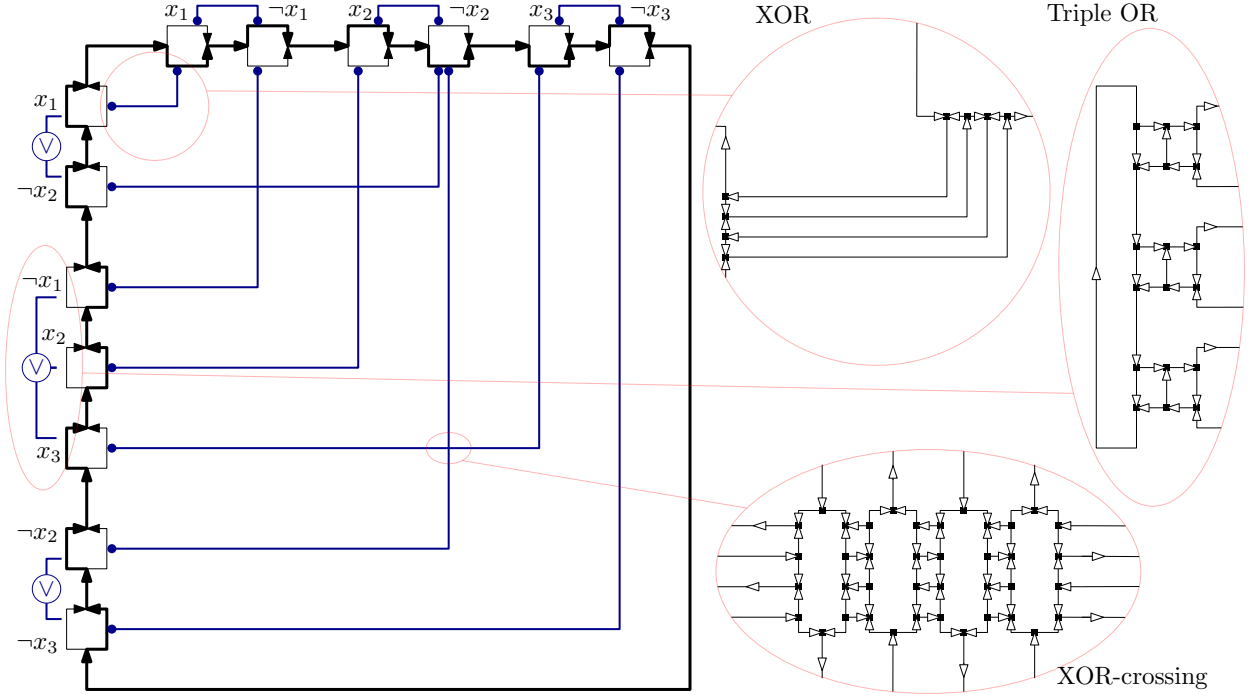 x₁ ¬x₁ x₂ ¬x₂ x₃ ¬x₃
XOR
Triple OR
x₁
∨
¬x₂
¬x₁
x₂
∨
x₃
¬x₂
∨
¬x₃
XOR-crossing